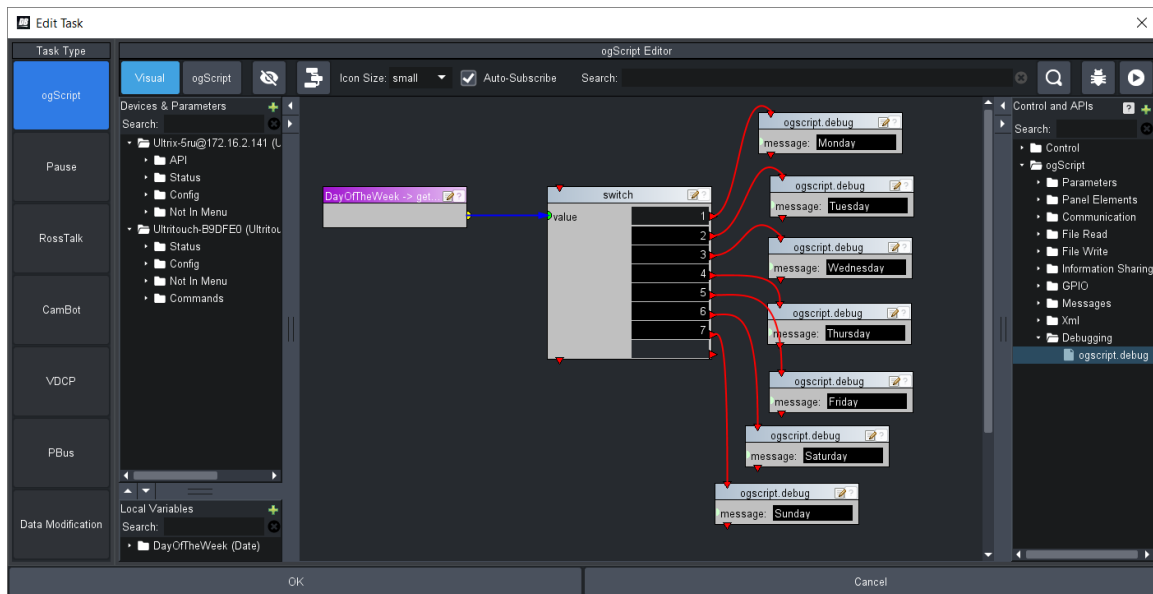 Edit Task
Task Type
ogScript
Pause
RossTalk
CamBot
VDCP
PBus
Data Modification
ogScript Editor
Visual
ogScript
Icon Size: small
Auto-Subscribe
Search:
Devices & Parameters
Search:
Ultrix-5ru@172.16.2.141 (U
API
Status
Config
Not In Menu
Ultritouch-B9DFE0 (Ultritou
Status
Config
Not In Menu
Commands
Local Variables
Search:
DayOfTheWeek (Date)
DayOfTheWeek -> get...
switch
value
1
2
3
4
5
6
7
ogscript.debug
message: Monday
ogscript.debug
message: Tuesday
ogscript.debug
message: Wednesday
ogscript.debug
message: Thursday
ogscript.debug
message: Friday
ogscript.debug
message: Saturday
ogscript.debug
message: Sunday
Control and APIs
Search:
Control
ogScript
Parameters
Panel Elements
Communication
File Read
File Write
Information Sharing
GPIO
Messages
Xml
Debugging
ogscript.debug
OK
Cancel